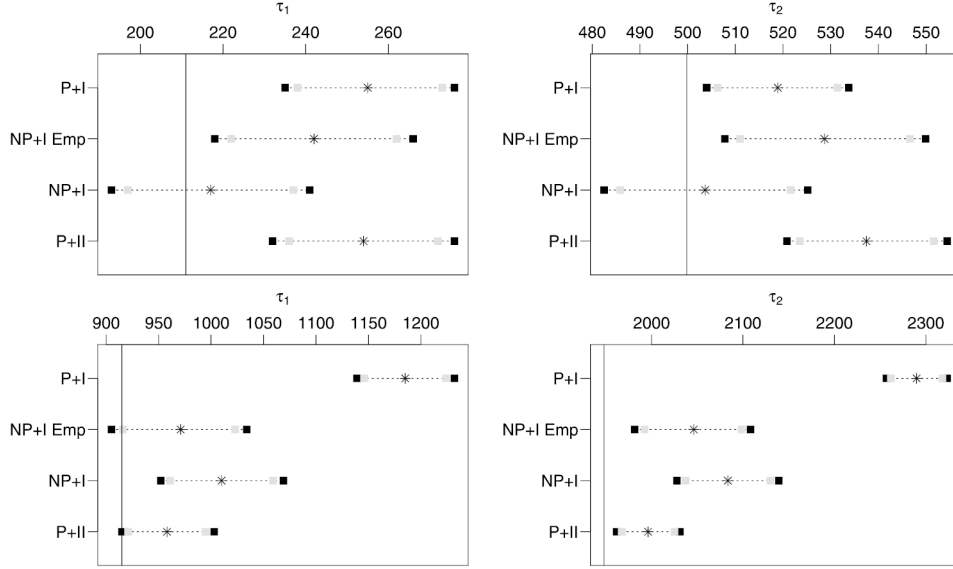 τ1
200 220 240 260
P+I
NP+I Emp
NP+I
P+II
τ2
480 490 500 510 520 530 540 550
P+I
NP+I Emp
NP+I
P+II
τ1
900 950 1000 1050 1100 1150 1200
P+I
NP+I Emp
NP+I
P+II
τ2
2000 2100 2200 2300
P+I
NP+I Emp
NP+I
P+II